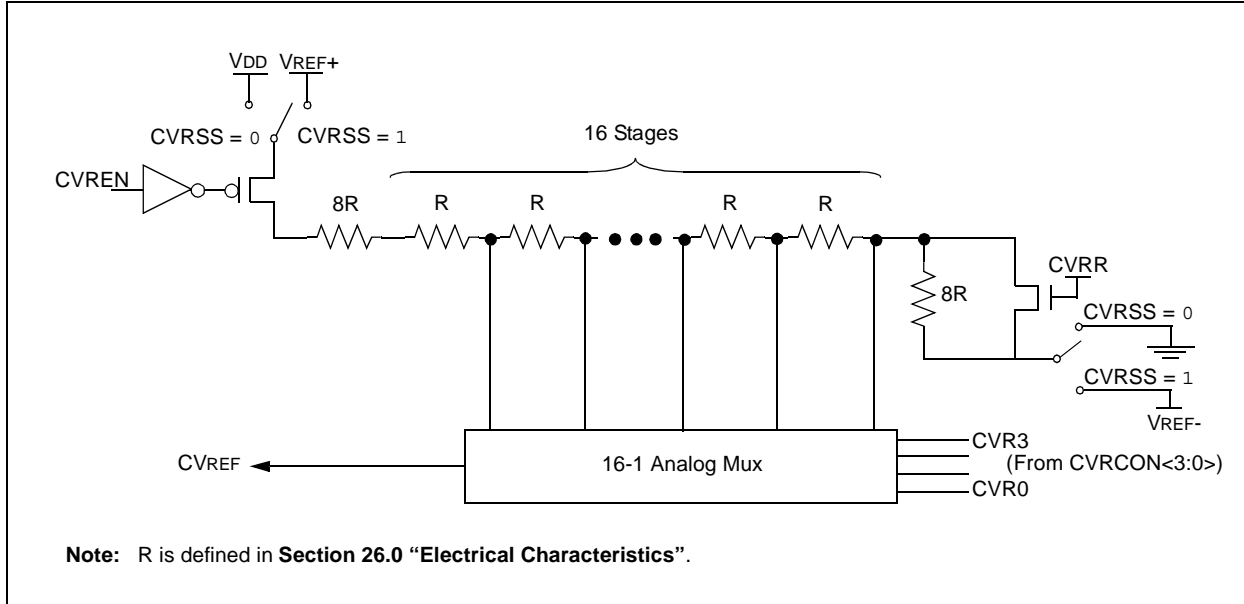 VDD VREF+
CVRSS = 0 CVRSS = 1
16 Stages
CVREN
8R R R R R
CVRR
8R
CVRSS = 0
CVRSS = 1
VREF-
CVREF
16-1 Analog Mux
CVR3
(From CVRCON<3:0>)
CVR0
Note: R is defined in Section 26.0 “Electrical Characteristics”.